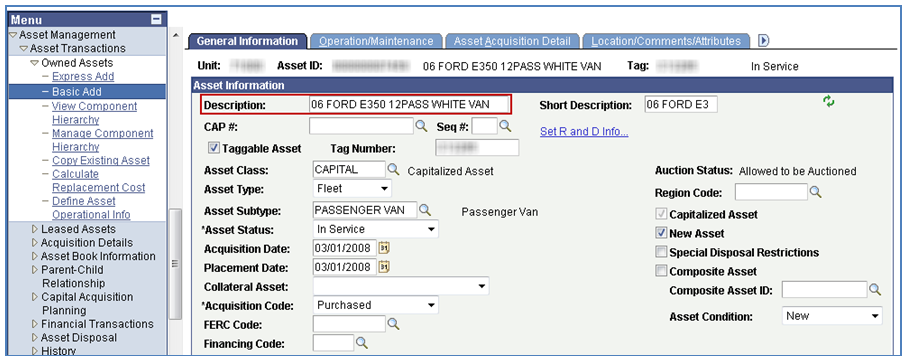 Menu
Asset Management
Asset Transactions
Owned Assets
Express Add
Basic Add
View Component
Hierarchy
Manage Component
Hierarchy
Copy Existing Asset
Calculate
Replacement Cost
Define Asset
Operational Info
Leased Assets
Acquisition Details
Asset Book Information
Parent-Child
Relationship
Capital Acquisition
Planning
Financial Transactions
Asset Disposal
History
General Information Operation/Maintenance Asset Acquisition Detail Location/Comments/Attributes
Unit: Asset ID: 06 FORD E350 12PASS WHITE VAN Tag: In Service
Asset Information
Description: 06 FORD E350 12PASS WHITE VAN Short Description: 06 FORD E3
CAP #: Seq #: Set R and D Info...
Taggable Asset Tag Number:
Asset Class: CAPITAL Capitalized Asset Auction Status: Allowed to be Auctioned
Asset Type: Fleet Region Code:
Asset Subtype: PASSENGER VAN Passenger Van Capitalized Asset
*Asset Status: In Service New Asset
Acquisition Date: 03/01/2008 Special Disposal Restrictions
Placement Date: 03/01/2008 Composite Asset
Collateral Asset: Composite Asset ID:
*Acquisition Code: Purchased
FERC Code: Asset Condition: New
Financing Code: